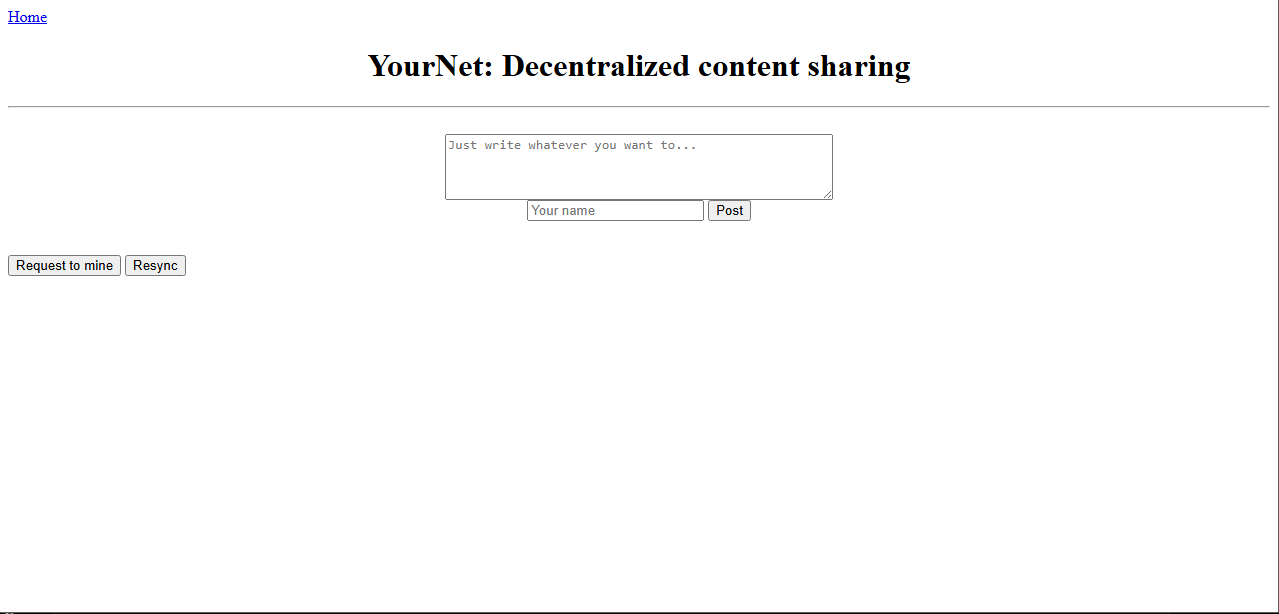 Home
YourNet: Decentralized content sharing
Just write whatever you want to...
Your name Post
Request to mine Resync